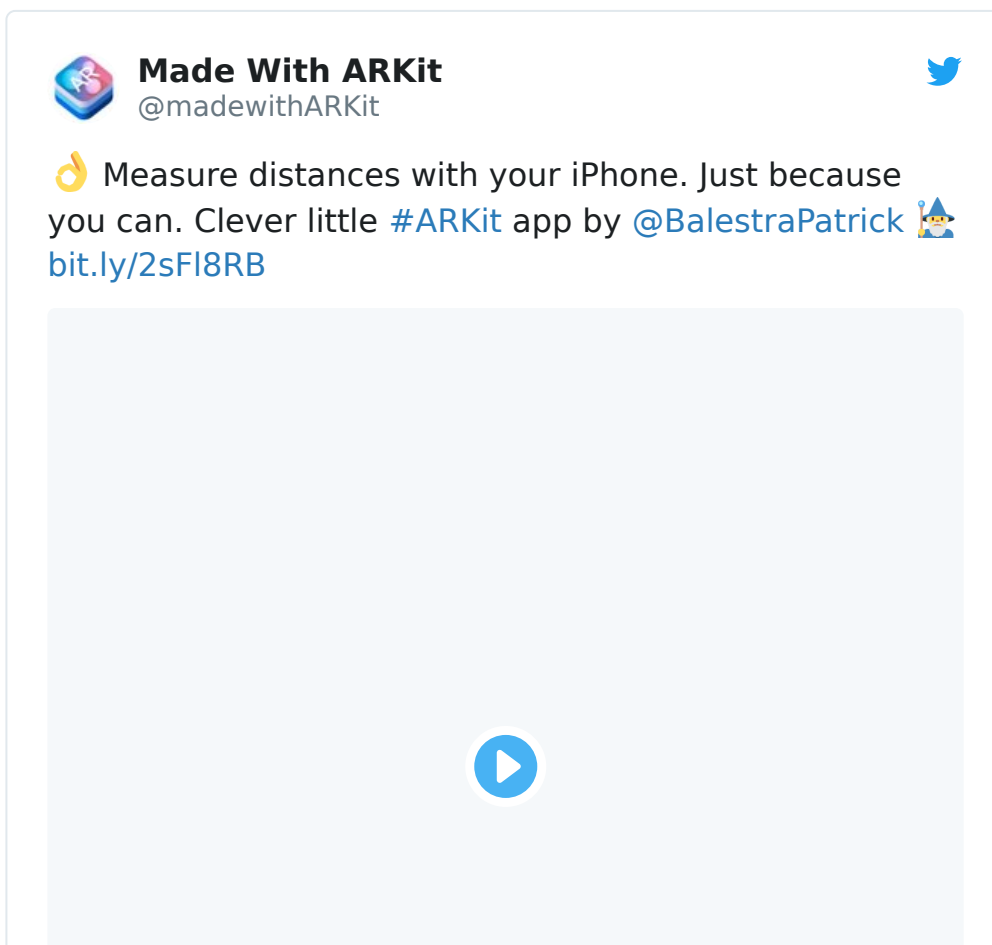 Made With ARKit
@madewithARKit
👌 Measure distances with your iPhone. Just because
you can. Clever little #ARKit app by @BalestraPatrick 🧙‍♂️
bit.ly/2sFl8RB